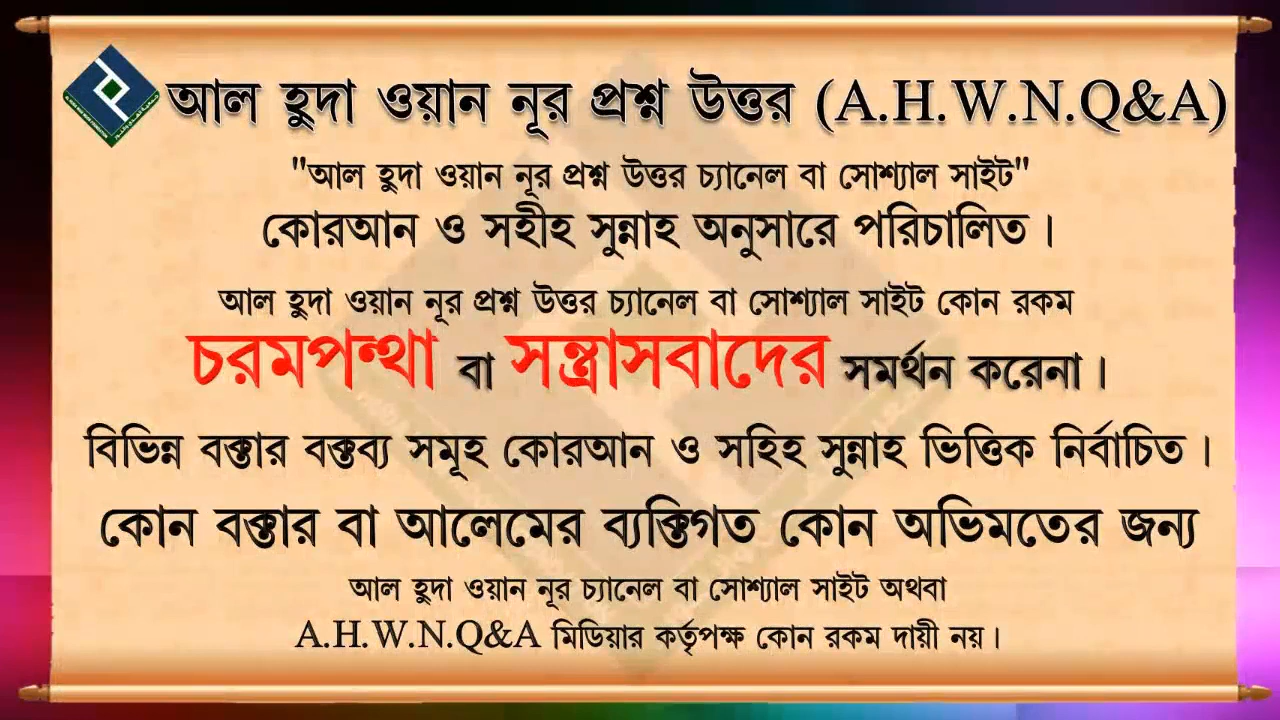 আল হুদা ওয়ান নূর প্রশ্ন উত্তর (A.H.W.N.Q&A)
"আল হুদা ওয়ান নূর প্রশ্ন উত্তর চ্যানেল বা সোশ্যাল সাইট"
কোরআন ও সহীহ সুন্নাহ অনুসারে পরিচালিত।
আল হুদা ওয়ান নূর প্রশ্ন উত্তর চ্যানেল বা সোশ্যাল সাইট কোন রকম
চরমপন্থা বা সন্ত্রাসবাদের সমর্থন করেনা।
বিভিন্ন বক্তার বক্তব্য সমূহ কোরআন ও সহিহ সুন্নাহ ভিত্তিক নির্বাচিত।
কোন বক্তার বা আলেমের ব্যক্তিগত কোন অভিমতের জন্য
আল হুদা ওয়ান নূর চ্যানেল বা সোশ্যাল সাইট অথবা
A.H.W.N.Q&A মিডিয়ার কর্তৃপক্ষ কোন রকম দায়ী নয়।